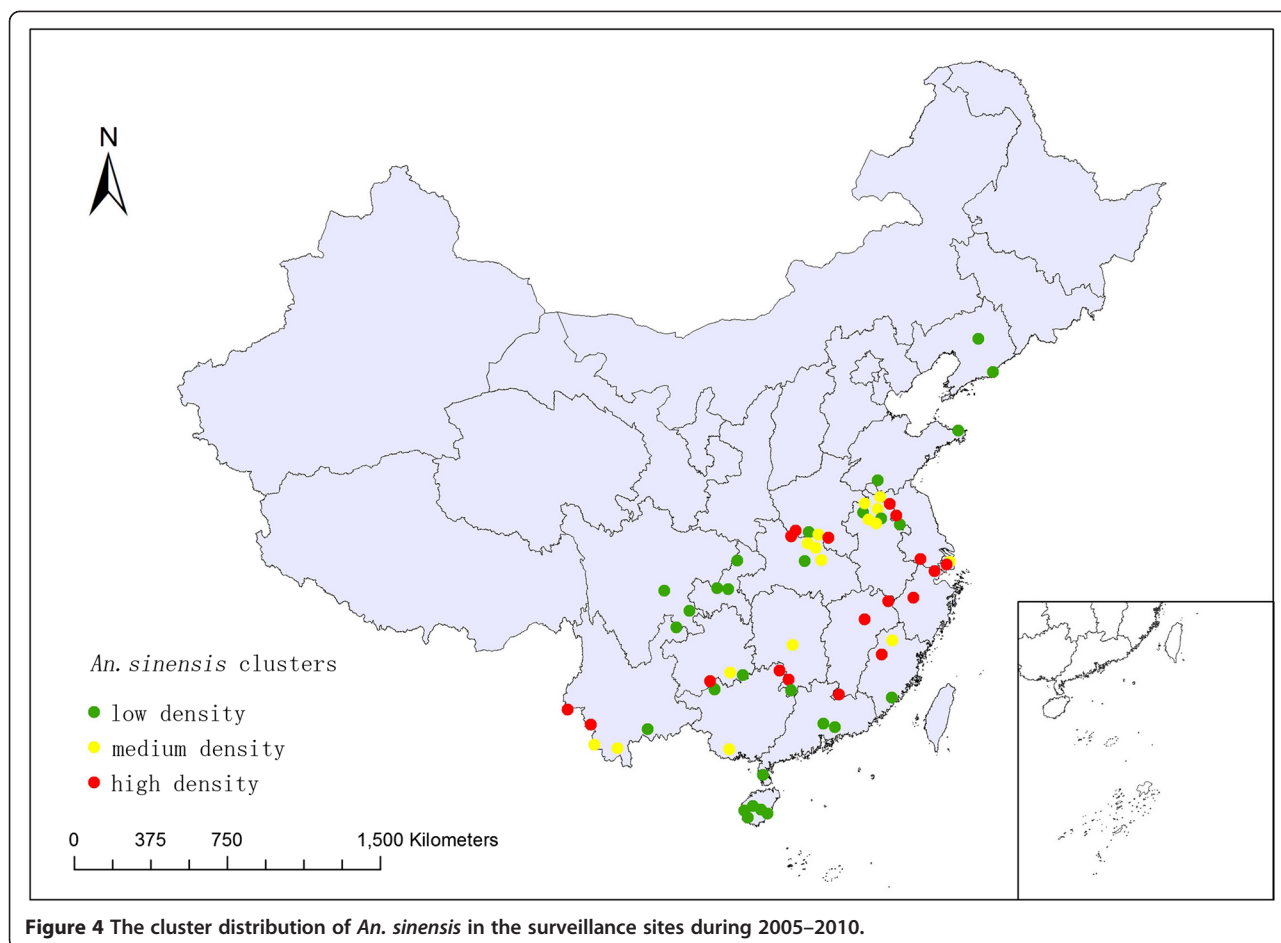 N
An. sinensis clusters
low density
medium density
high density
0 375 750 1,500 Kilometers
Figure 4 The cluster distribution of An. sinensis in the surveillance sites during 2005–2010.